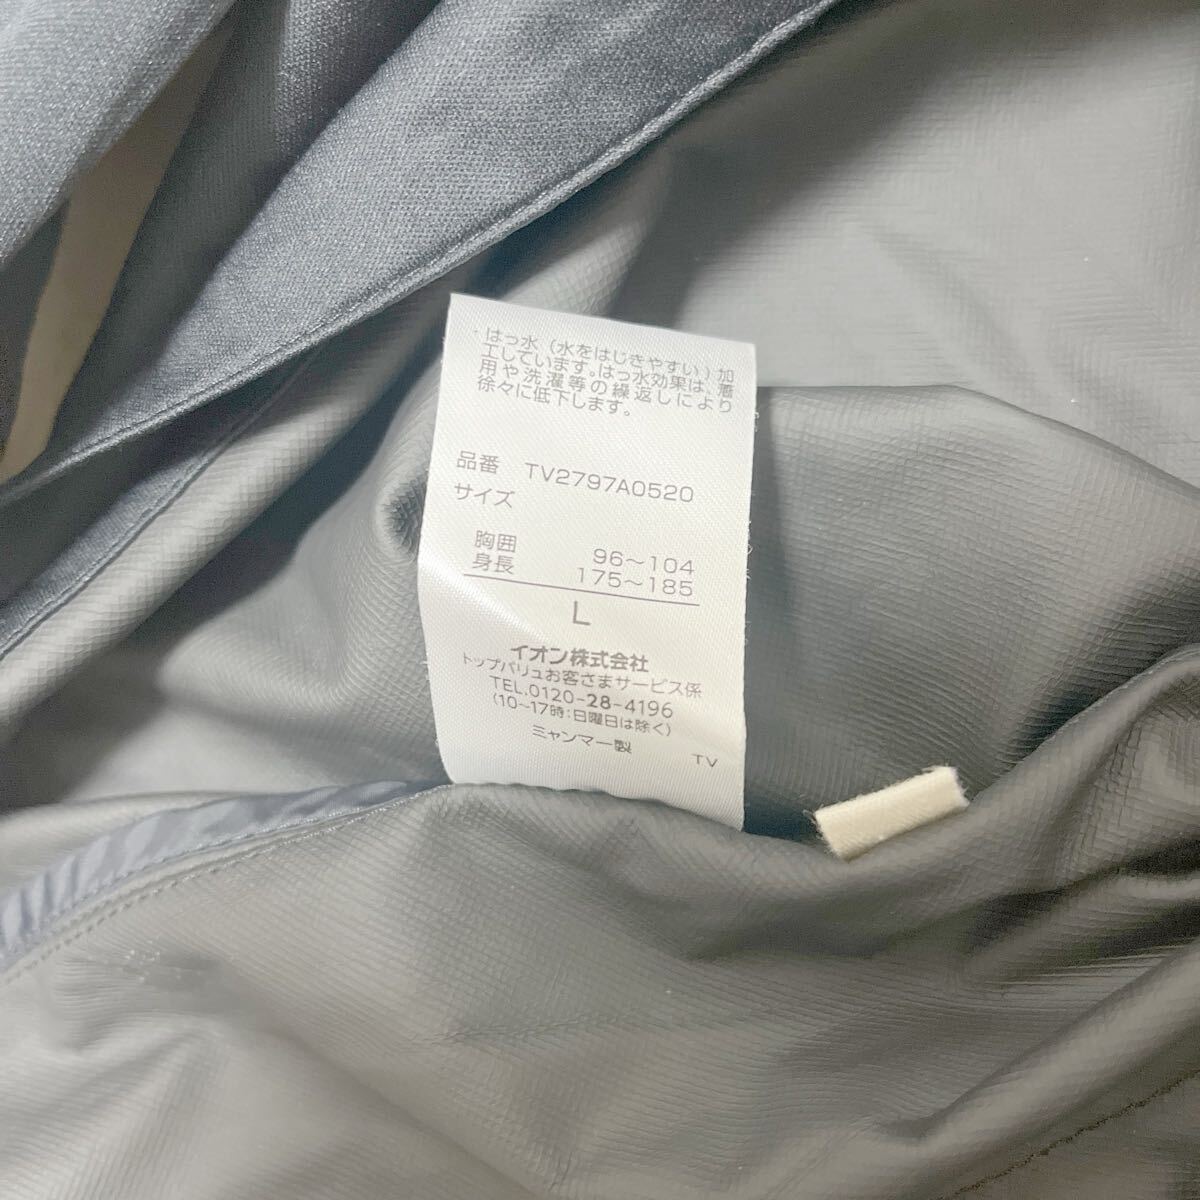 ・はっ水（水をはじきやすい）加
工しています。はっ水効果は、着
用や洗濯等の繰返しにより
徐々に低下します。
品番 TV2797A0520
サイズ
胸囲 96〜104
身長 175〜185
L
イオン株式会社
トップバリュお客さまサービス係
TEL.0120-28-4196
(10〜17時:日曜日は除く)
ミャンマー製 TV